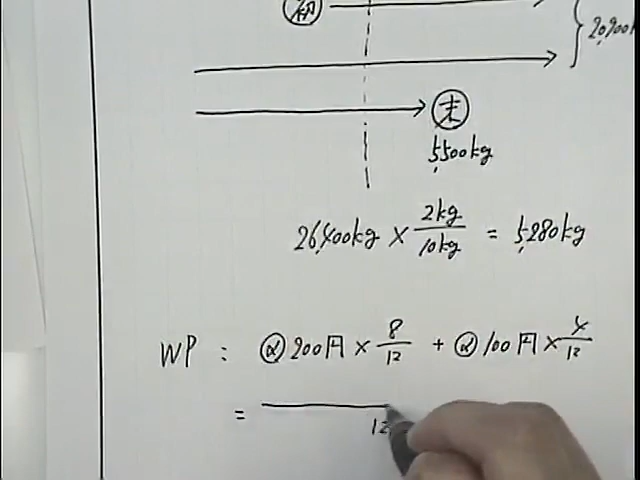 初
20,900k
末
5,500kg
26,400kg × 2kg/10kg = 5,280kg
WP : @200円 × 8/12 + @100円 × 4/12
= /12